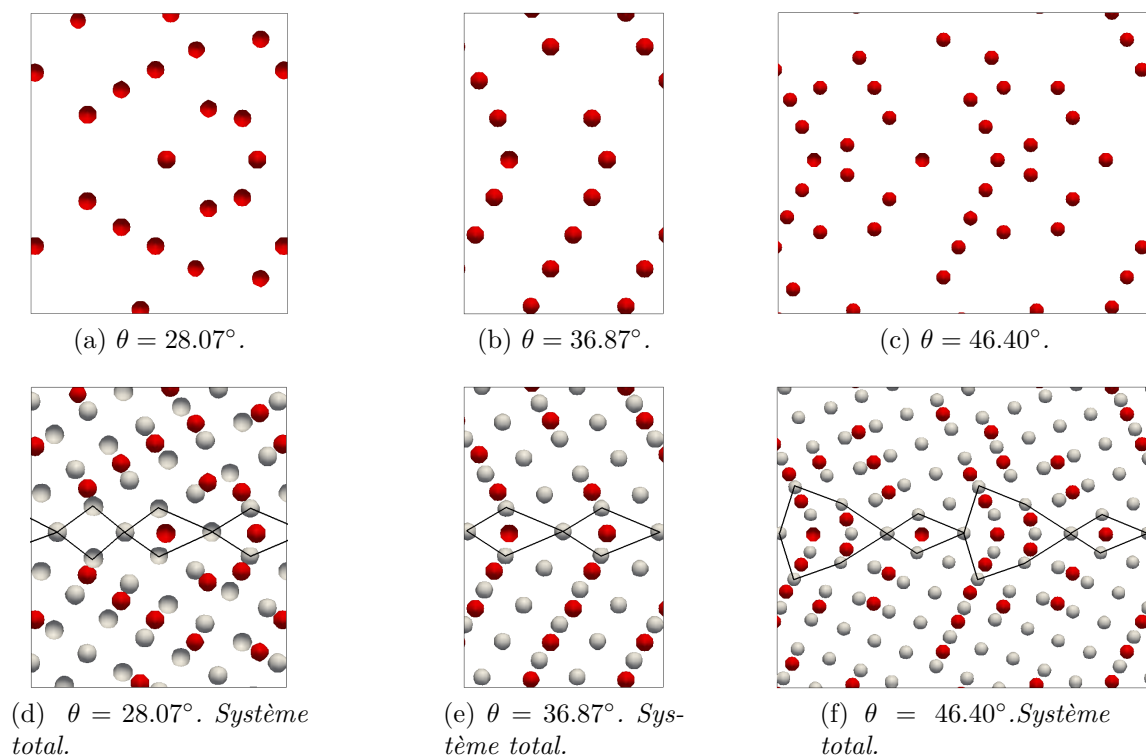 (a) θ = 28.07°.
(b) θ = 36.87°.
(c) θ = 46.40°.
(d) θ = 28.07°. Système
total.
(e) θ = 36.87°. Sys-
tème total.
(f) θ = 46.40°.Système
total.